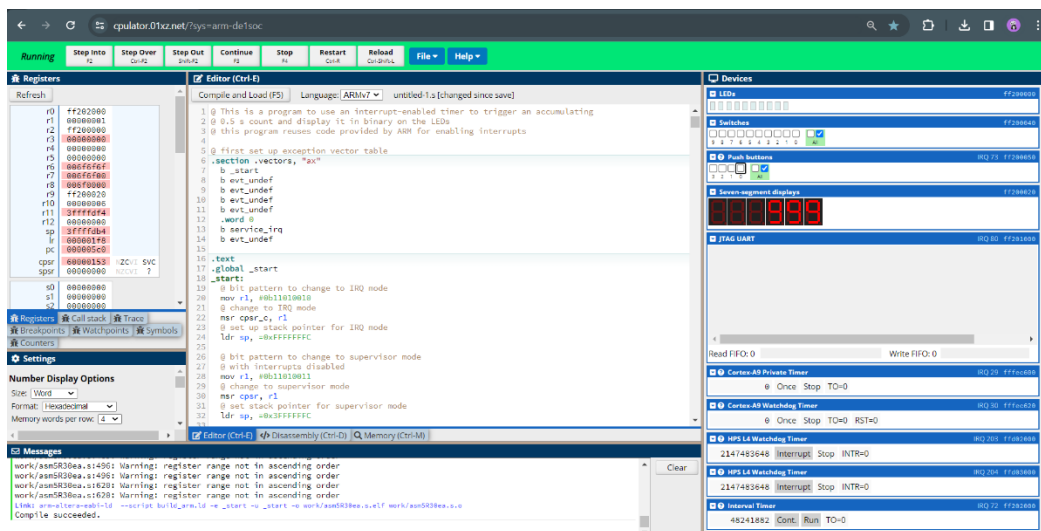 cpulator.01xz.net/?sys=arm-de1soc
Running Step Into F2 Step Over Ctrl-F2 Step Out Shift-F2 Continue F3 Stop F4 Restart Ctrl-R Reload Ctrl-Shift-L File Help
Registers
Refresh
r0 ff202000
r1 00000001
r2 ff200000
r3 00000000
r4 00000000
r5 00000000
r6 006f6f6f
r7 006f6f00
r8 006f0000
r9 ff200020
r10 00000006
r11 3ffffdf4
r12 00000000
sp 3ffffdb4
lr 000001f8
pc 000005c0
cpsr 60000153 NZCVI SVC
spsr 00000000 NZCVI ?
s0 00000000
s1 00000000
s2 00000000
Registers Call stack Trace
Breakpoints Watchpoints Symbols
Counters
Settings
Number Display Options
Size: Word
Format: Hexadecimal
Memory words per row: 4
Editor (Ctrl-E)
Compile and Load (F5) Language: ARMv7 untitled-1.s [changed since save]
1 @ This is a program to use an interrupt-enabled timer to trigger an accumulating
2 @ 0.5 s count and display it in binary on the LEDs
3 @ this program reuses code provided by ARM for enabling interrupts
4
5 @ first set up exception vector table
6 .section .vectors, "ax"
7 b _start
8 b evt_undef
9 b evt_undef
10 b evt_undef
11 b evt_undef
12 .word 0
13 b service_irq
14 b evt_undef
15
16 .text
17 .global _start
18 _start:
19 @ bit pattern to change to IRQ mode
20 mov r1, #0b11010010
21 @ change to IRQ mode
22 msr cpsr_c, r1
23 @ set up stack pointer for IRQ mode
24 ldr sp, =0xFFFFFFFC
25
26 @ bit pattern to change to supervisor mode
27 @ with interrupts disabled
28 mov r1, #0b11010011
29 @ change to supervisor mode
30 msr cpsr, r1
31 @ set stack pointer for supervisor mode
32 ldr sp, =0x3FFFFFFC
33
Editor (Ctrl-E) Disassembly (Ctrl-D) Memory (Ctrl-M)
Messages
Clear
work/asm5R30ea.s:496: Warning: register range not in ascending order
work/asm5R30ea.s:496: Warning: register range not in ascending order
work/asm5R30ea.s:628: Warning: register range not in ascending order
work/asm5R30ea.s:628: Warning: register range not in ascending order
Link: arm-altera-eabi-ld --script build_arm.ld -e _start -u _start -o work/asm5R30ea.s.elf work/asm5R30ea.s.o
Compile succeeded.
Devices
LEDs ff200000
Switches ff200040
9 8 7 6 5 4 3 2 1 0 All
Push buttons IRQ 73 ff200050
3 2 1 0 All
Seven-segment displays ff200020
999
JTAG UART IRQ 80 ff201000
Read FIFO: 0 Write FIFO: 0
Cortex-A9 Private Timer IRQ 29 fffec600
0 Once Stop TO=0
Cortex-A9 Watchdog Timer IRQ 30 fffec620
0 Once Stop TO=0 RST=0
HPS L4 Watchdog Timer IRQ 203 ffd02000
2147483648 Interrupt Stop INTR=0
HPS L4 Watchdog Timer IRQ 204 ffd03000
2147483648 Interrupt Stop INTR=0
Interval Timer IRQ 72 ff202000
48241882 Cont. Run TO=0